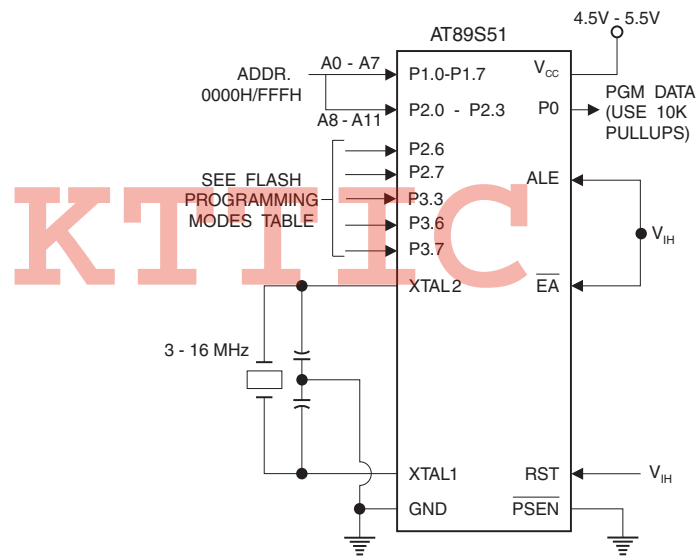 4.5V - 5.5V
AT89S51
A0 - A7
ADDR.
0000H/FFFH
A8 - A11
P1.0-P1.7
P2.0 - P2.3
P2.6
P2.7
P3.3
P3.6
P3.7
SEE FLASH
PROGRAMMING
MODES TABLE
XTAL2
3 - 16 MHz
XTAL1
GND
VCC
P0
PGM DATA
(USE 10K
PULLUPS)
ALE
VIH
EA
RST
VIH
PSEN
KTTIC